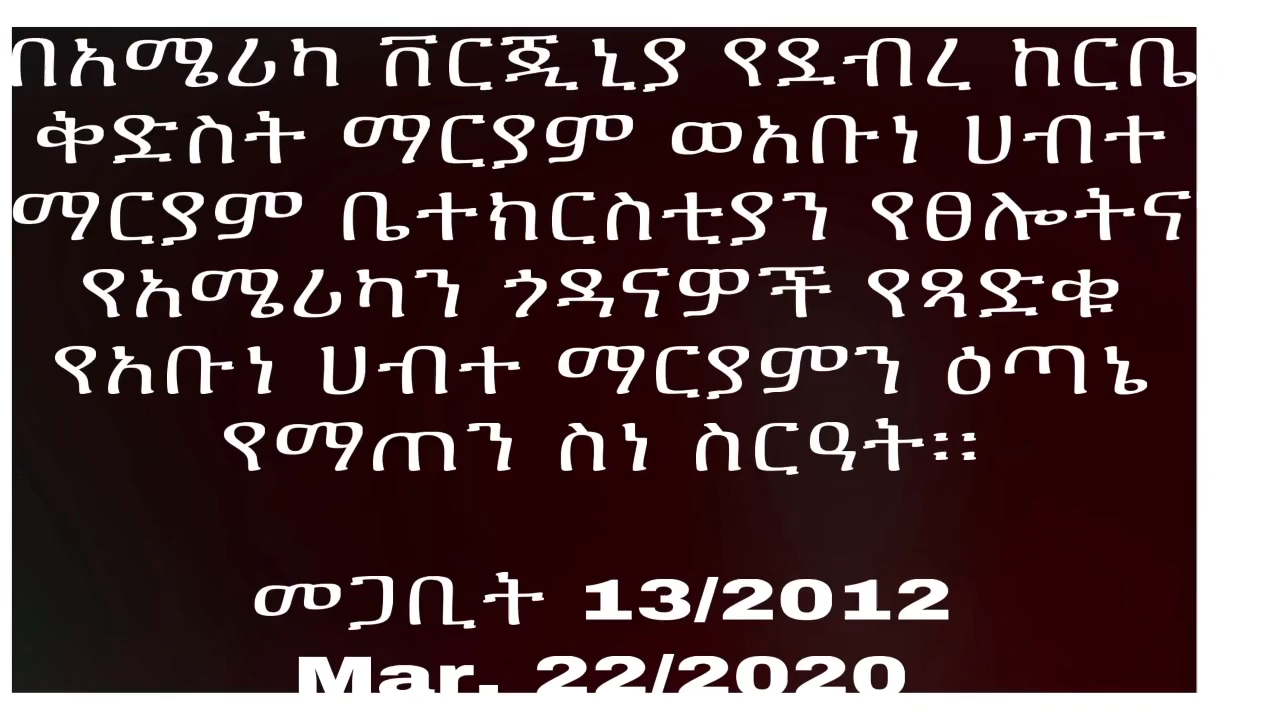 በአሜሪካ ቨርጂኒያ የደብረ ከርቤ
ቅድስት ማርያም ወአቡነ ሀብተ
ማርያም ቤተክርስቲያን የፀሎትና
የአሜሪካን ጎዳናዎች የጻድቁ
የአቡነ ሀብተ ማርያምን ዕጣኔ
የማጠን ስነ ስርዓት፡፡
መጋቢት 13/2012
Mar. 22/2020